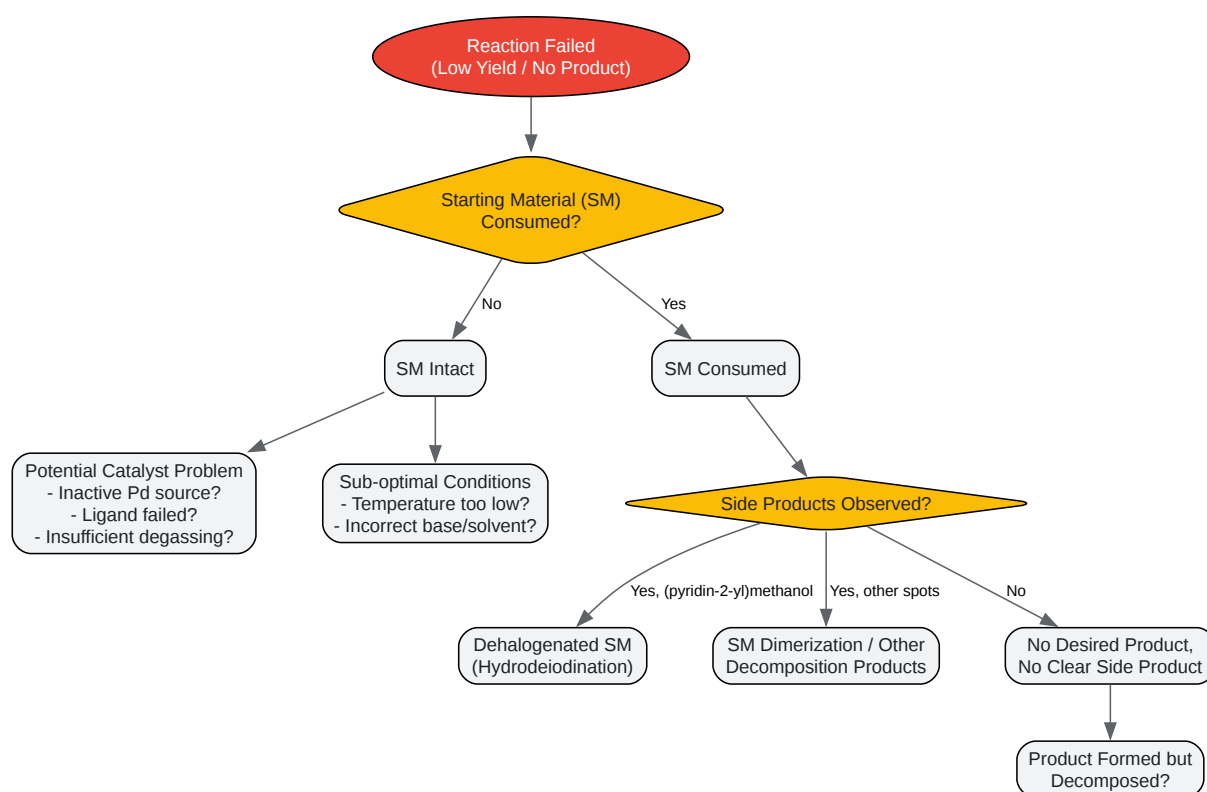 Reaction Failed
(Low Yield / No Product)
Starting Material (SM)
Consumed?
No
Yes
SM Intact
SM Consumed
Potential Catalyst Problem
- Inactive Pd source?
- Ligand failed?
- Insufficient degassing?
Sub-optimal Conditions
- Temperature too low?
- Incorrect base/solvent?
Side Products Observed?
Yes, (pyridin-2-yl)methanol
Yes, other spots
No
Dehalogenated SM
(Hydrodeiodination)
SM Dimerization / Other
Decomposition Products
No Desired Product,
No Clear Side Product
Product Formed but
Decomposed?